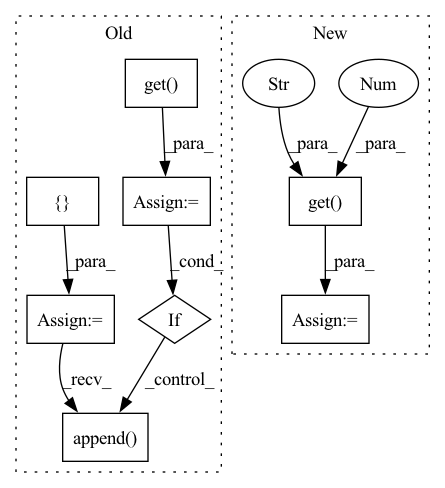 Old
New
get()
Str
Num
_para_
_para_
_para_
{}
Assign:=
get()
_para_
_cond_
_para_
Assign:=
If
Assign:=
_recv_
_control_
append()